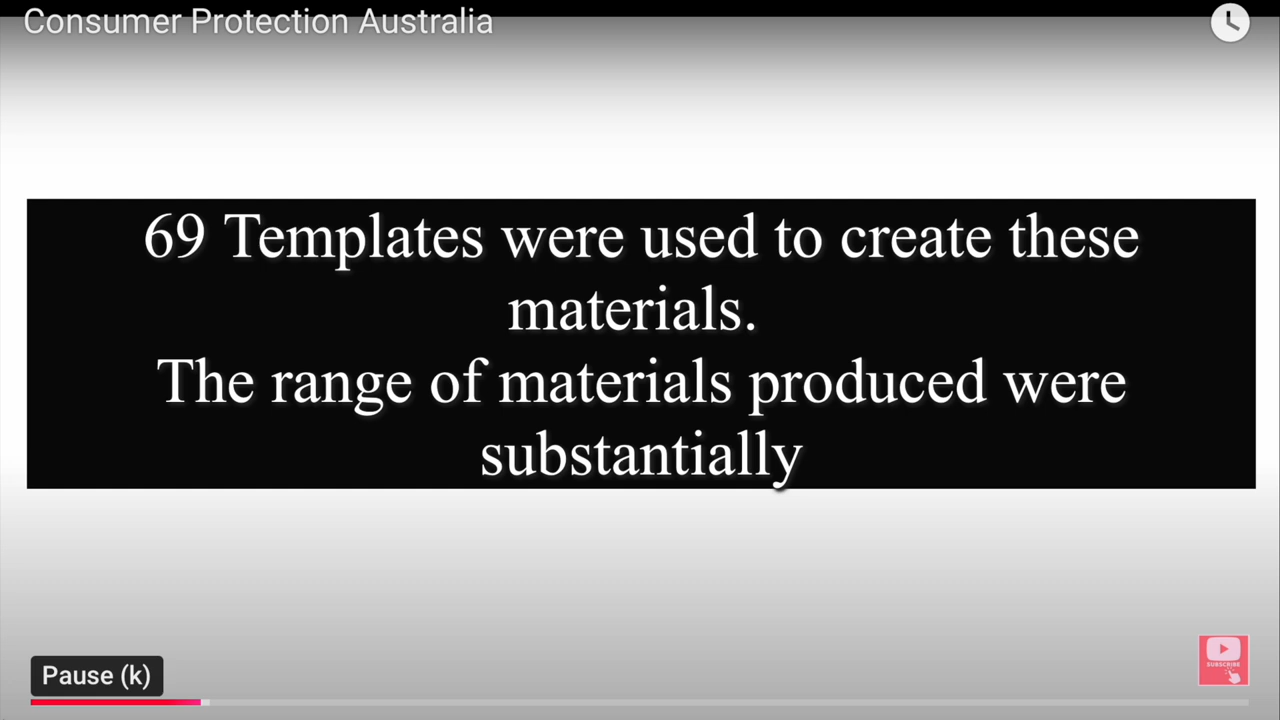 Consumer Protection Australia
69 Templates were used to create these
materials.
The range of materials produced were
substantially
SUBSCRIBE
Pause (k)